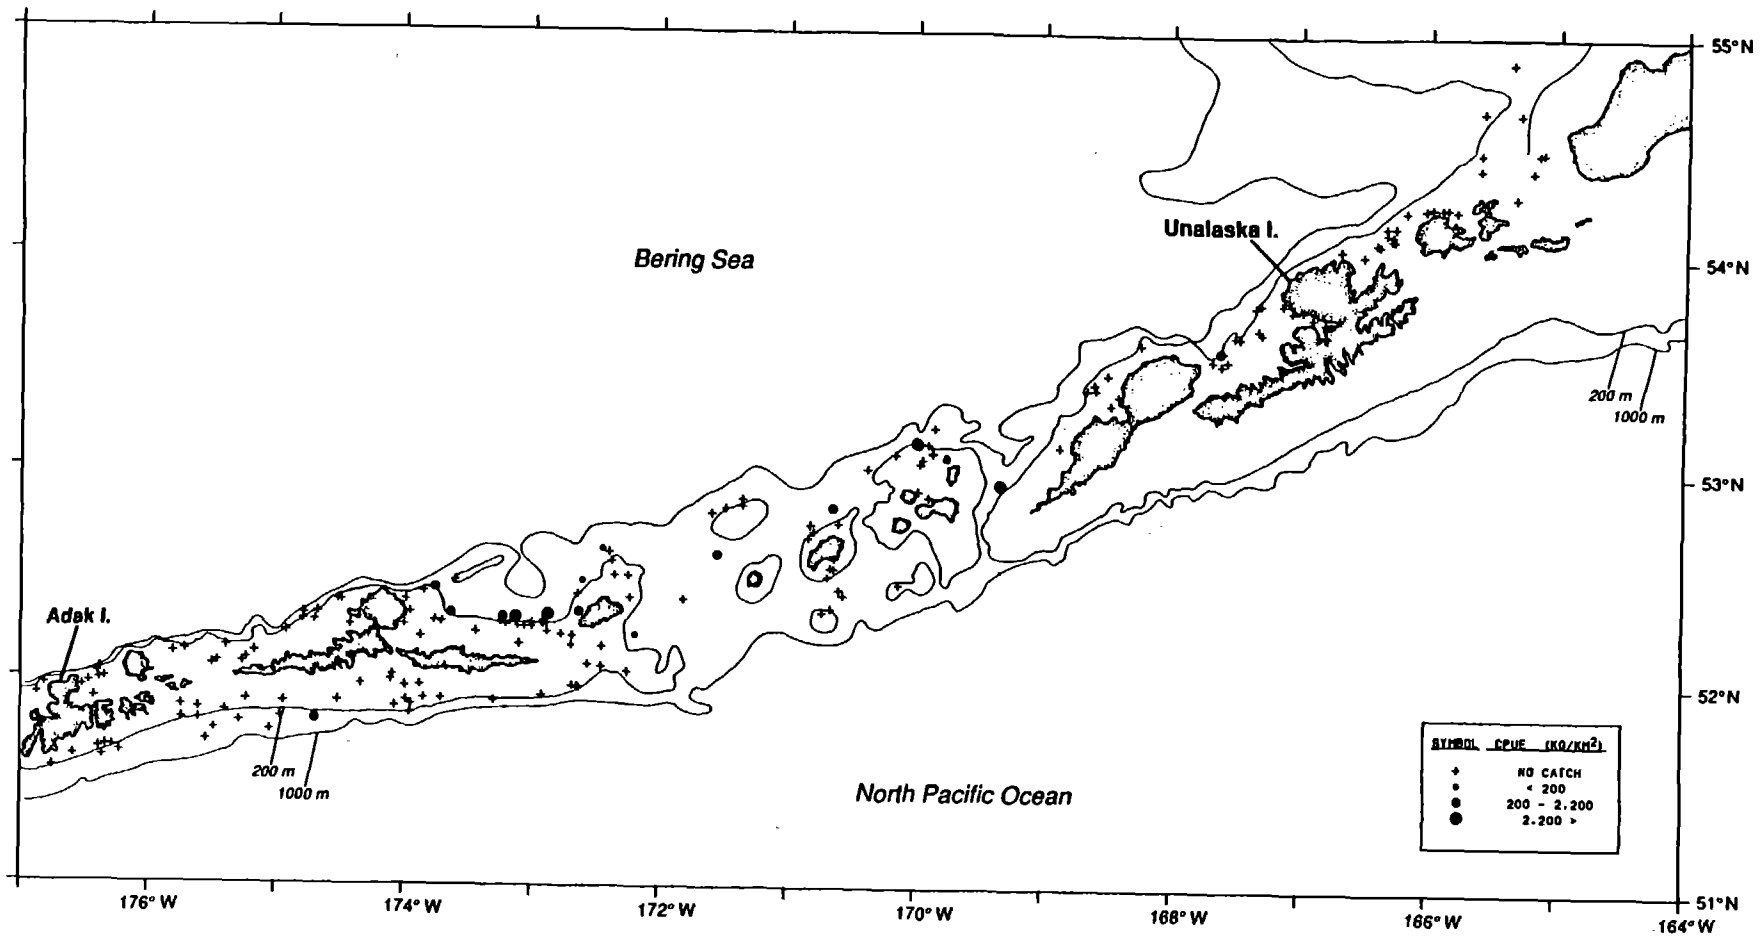 55°N
Unalaska I.
Bering Sea
54°N
200 m
1000 m
53°N
Adak I.
52°N
SYMBOL CPUE (KG/KM²)
+ NO CATCH
< 200
200 - 2,200
2,200 >
200 m
1000 m
North Pacific Ocean
51°N
176°W 174°W 172°W 170°W 168°W 166°W 164°W